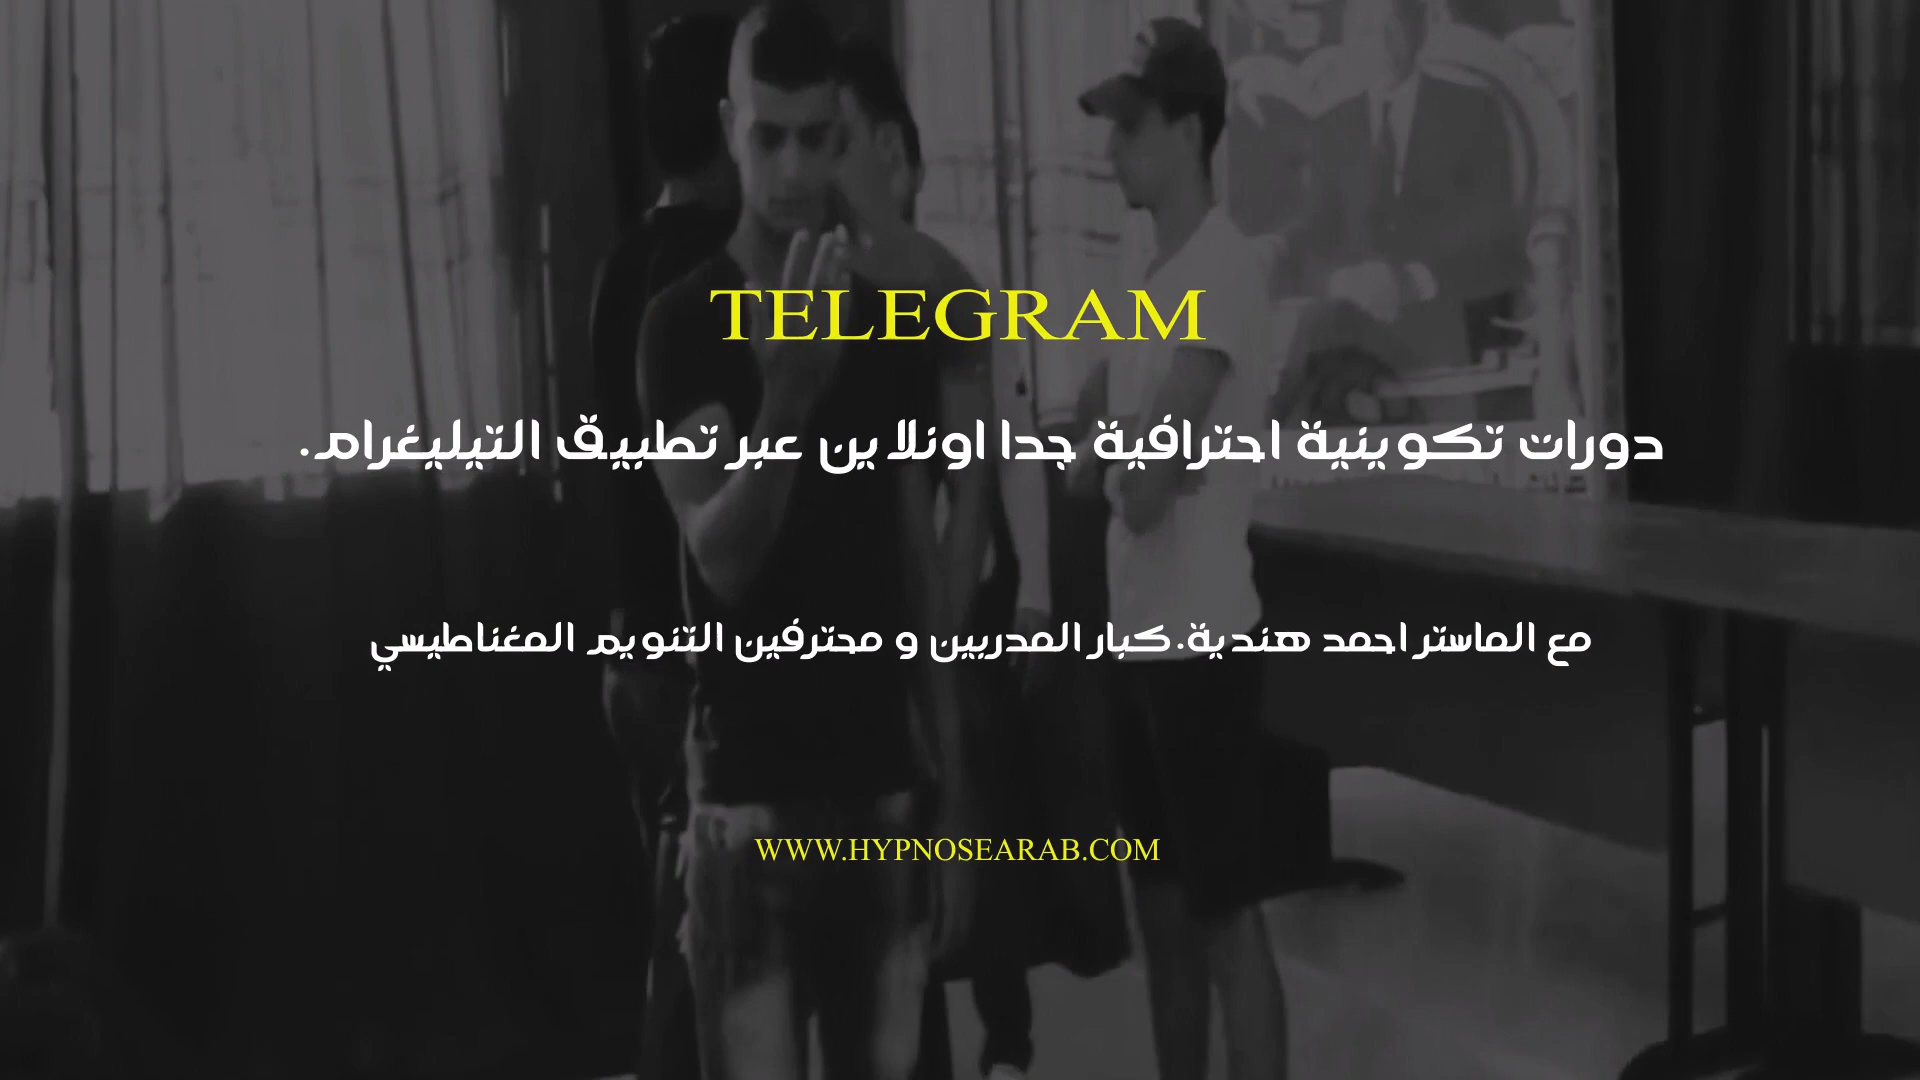 TELEGRAM
دورات تكوينية احترافية جدا اونلاين عبر تطبيق التيليغرام.
مع الماستر احمد هندية.كبار المدربين و محترفين التنويم المغناطيسي
WWW.HYPNOSEARAB.COM